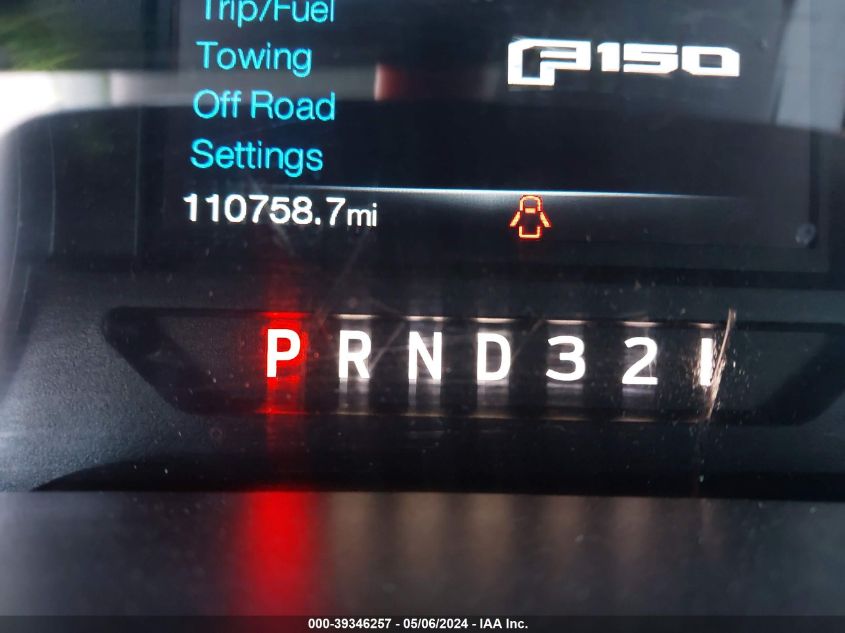 Trip/Fuel
Towing
F150
Off Road
Settings
110758.7mi
P R N D 3 2 1
000-39346257 - 05/06/2024 - IAA Inc.